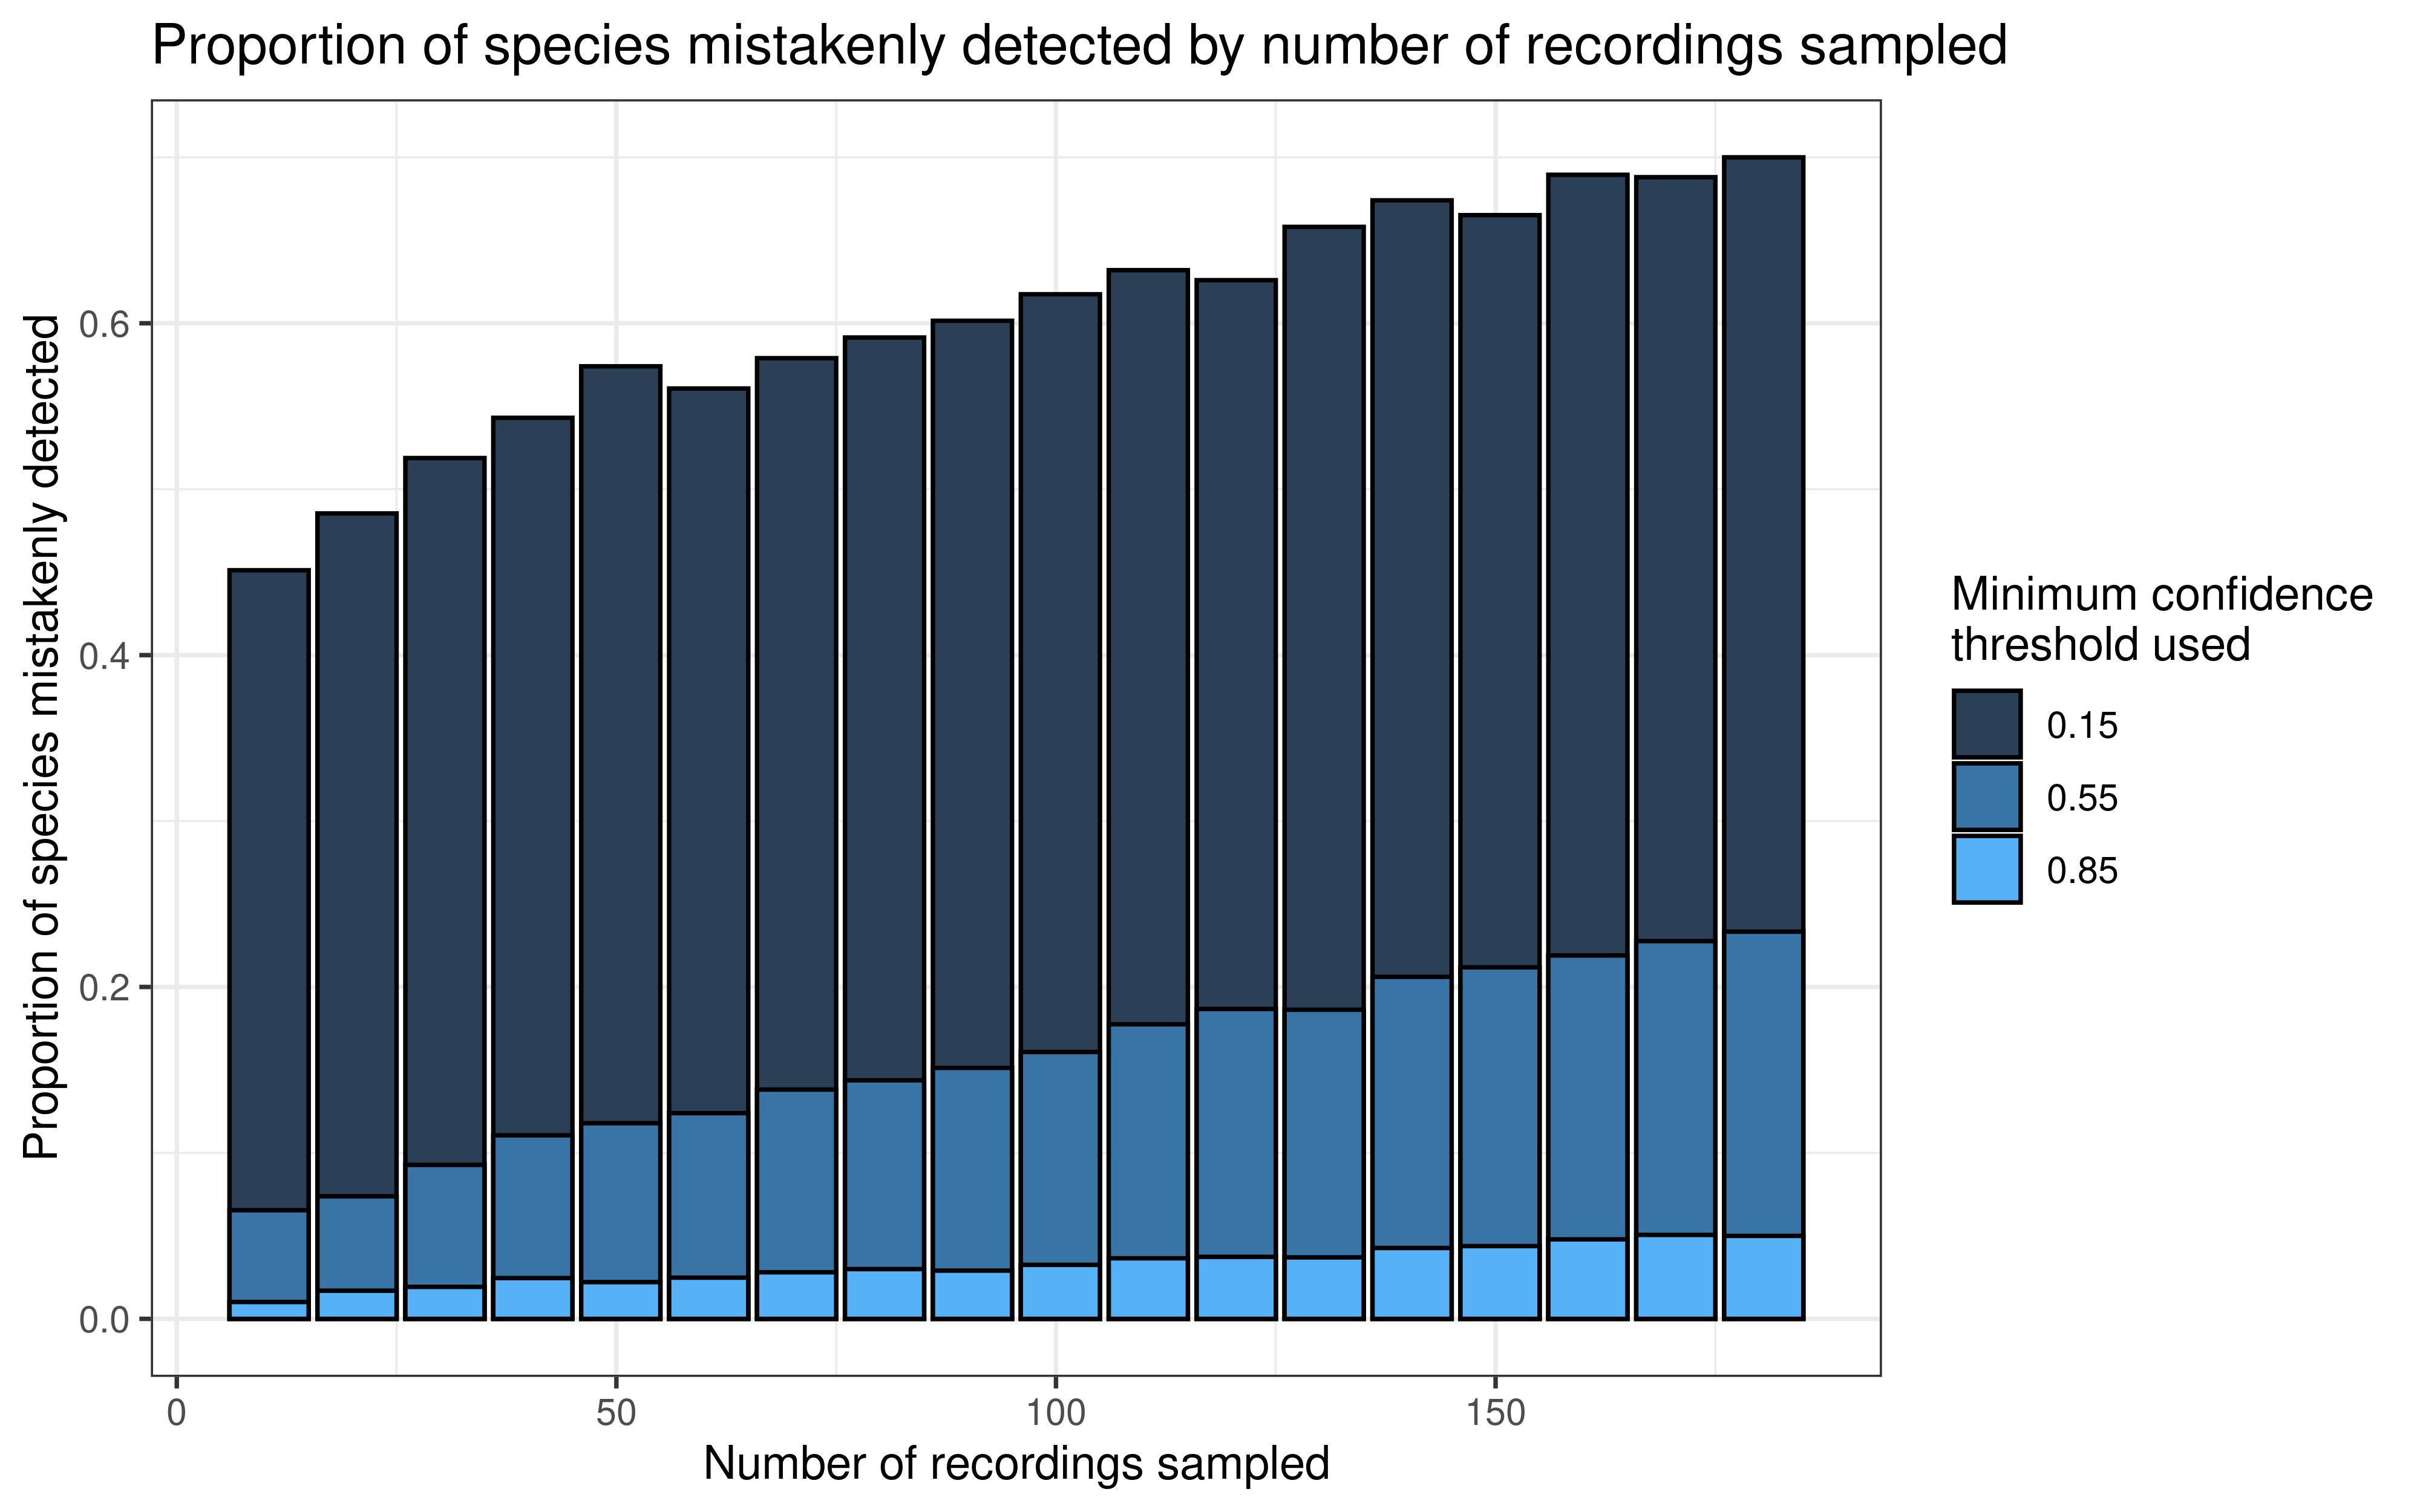 Proportion of species mistakenly detected by number of recordings sampled
Proportion of species mistakenly detected
0.6
0.4
0.2
0.0
0
50
100
150
Number of recordings sampled
Minimum confidence
threshold used
0.15
0.55
0.85